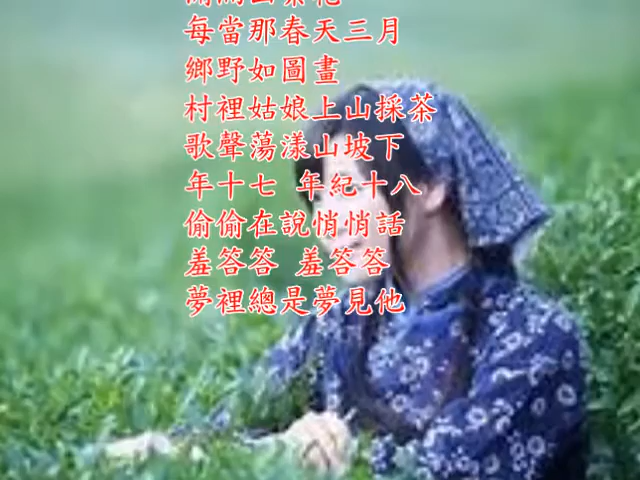 每當那春天三月
鄉野如圖畫
村裡姑娘上山採茶
歌聲蕩漾山坡下
年十七 年紀十八
偷偷在說悄悄話
羞答答 羞答答
夢裡總是夢見他